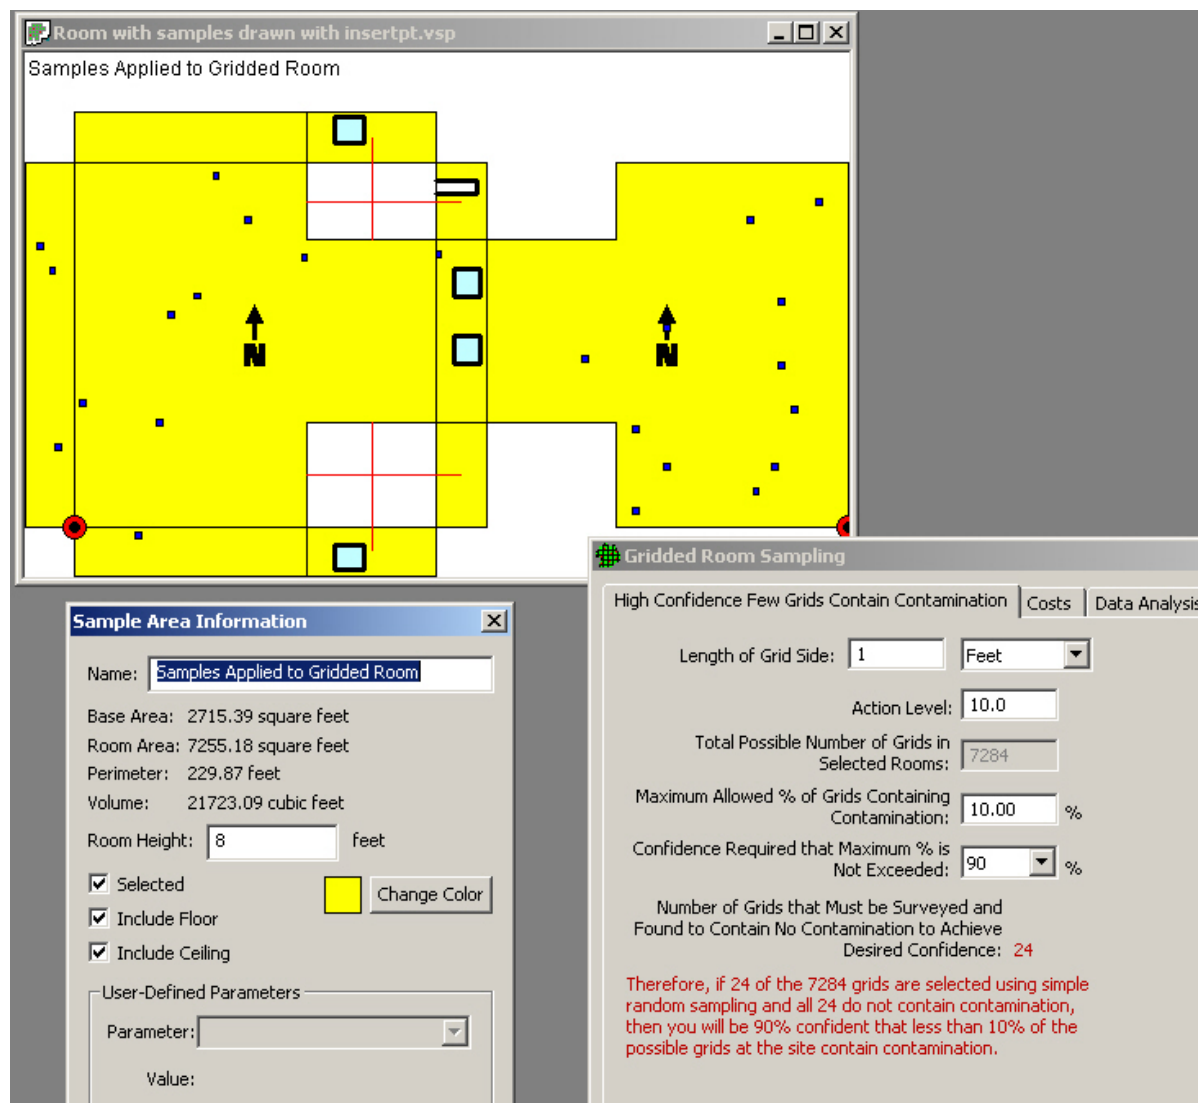 Room with samples drawn with insertpt.vsp
Samples Applied to Gridded Room
N
N
Sample Area Information
Name: Samples Applied to Gridded Room
Base Area: 2715.39 square feet
Room Area: 7255.18 square feet
Perimeter: 229.87 feet
Volume: 21723.09 cubic feet
Room Height: 8 feet
Selected
Change Color
Include Floor
Include Ceiling
User-Defined Parameters
Parameter:
Value:
Gridded Room Sampling
High Confidence Few Grids Contain Contamination Costs Data Analysis
Length of Grid Side: 1 Feet
Action Level: 10.0
Total Possible Number of Grids in
Selected Rooms: 7284
Maximum Allowed % of Grids Containing
Contamination: 10.00 %
Confidence Required that Maximum % is
Not Exceeded: 90 %
Number of Grids that Must be Surveyed and
Found to Contain No Contamination to Achieve
Desired Confidence: 24
Therefore, if 24 of the 7284 grids are selected using simple
random sampling and all 24 do not contain contamination,
then you will be 90% confident that less than 10% of the
possible grids at the site contain contamination.